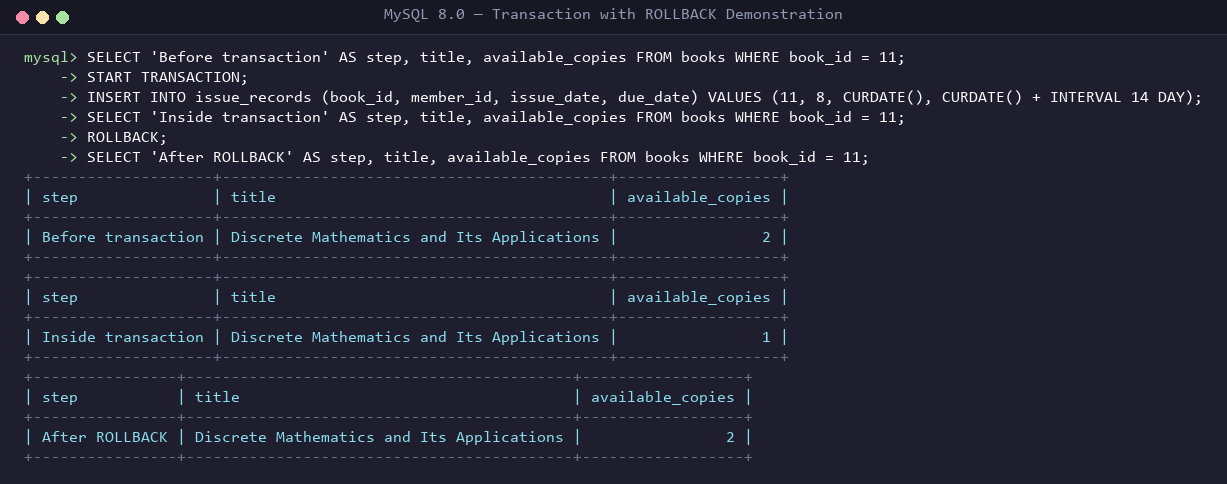 MySQL 8.0 — Transaction with ROLLBACK Demonstration
mysql> SELECT 'Before transaction' AS step, title, available_copies FROM books WHERE book_id = 11;
    -> START TRANSACTION;
    -> INSERT INTO issue_records (book_id, member_id, issue_date, due_date) VALUES (11, 8, CURDATE(), CURDATE() + INTERVAL 14 DAY);
    -> SELECT 'Inside transaction' AS step, title, available_copies FROM books WHERE book_id = 11;
    -> ROLLBACK;
    -> SELECT 'After ROLLBACK' AS step, title, available_copies FROM books WHERE book_id = 11;
+--------------------+-------------------------------------------+------------------+
| step               | title                                     | available_copies |
+--------------------+-------------------------------------------+------------------+
| Before transaction | Discrete Mathematics and Its Applications |                2 |
+--------------------+-------------------------------------------+------------------+
+--------------------+-------------------------------------------+------------------+
| step               | title                                     | available_copies |
+--------------------+-------------------------------------------+------------------+
| Inside transaction | Discrete Mathematics and Its Applications |                1 |
+--------------------+-------------------------------------------+------------------+
+----------------+-------------------------------------------+------------------+
| step           | title                                     | available_copies |
+----------------+-------------------------------------------+------------------+
| After ROLLBACK | Discrete Mathematics and Its Applications |                2 |
+----------------+-------------------------------------------+------------------+